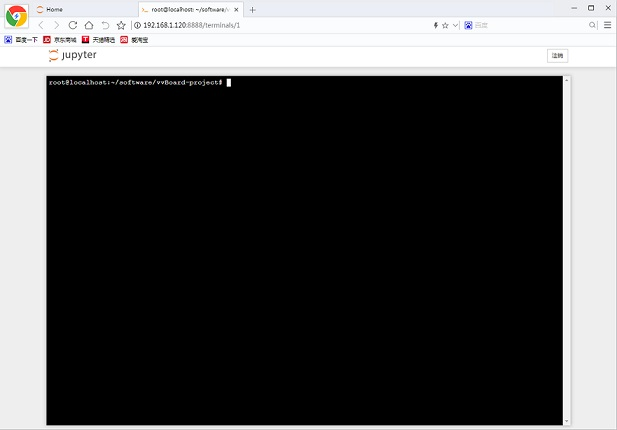 Home
root@localhost: ~/software/v
192.168.1.120:8888/terminals/1
百度
百度一下
京东商城
天猫精选
爱淘宝
jupyter
注销
root@localhost:~/software/vvBoard-project$